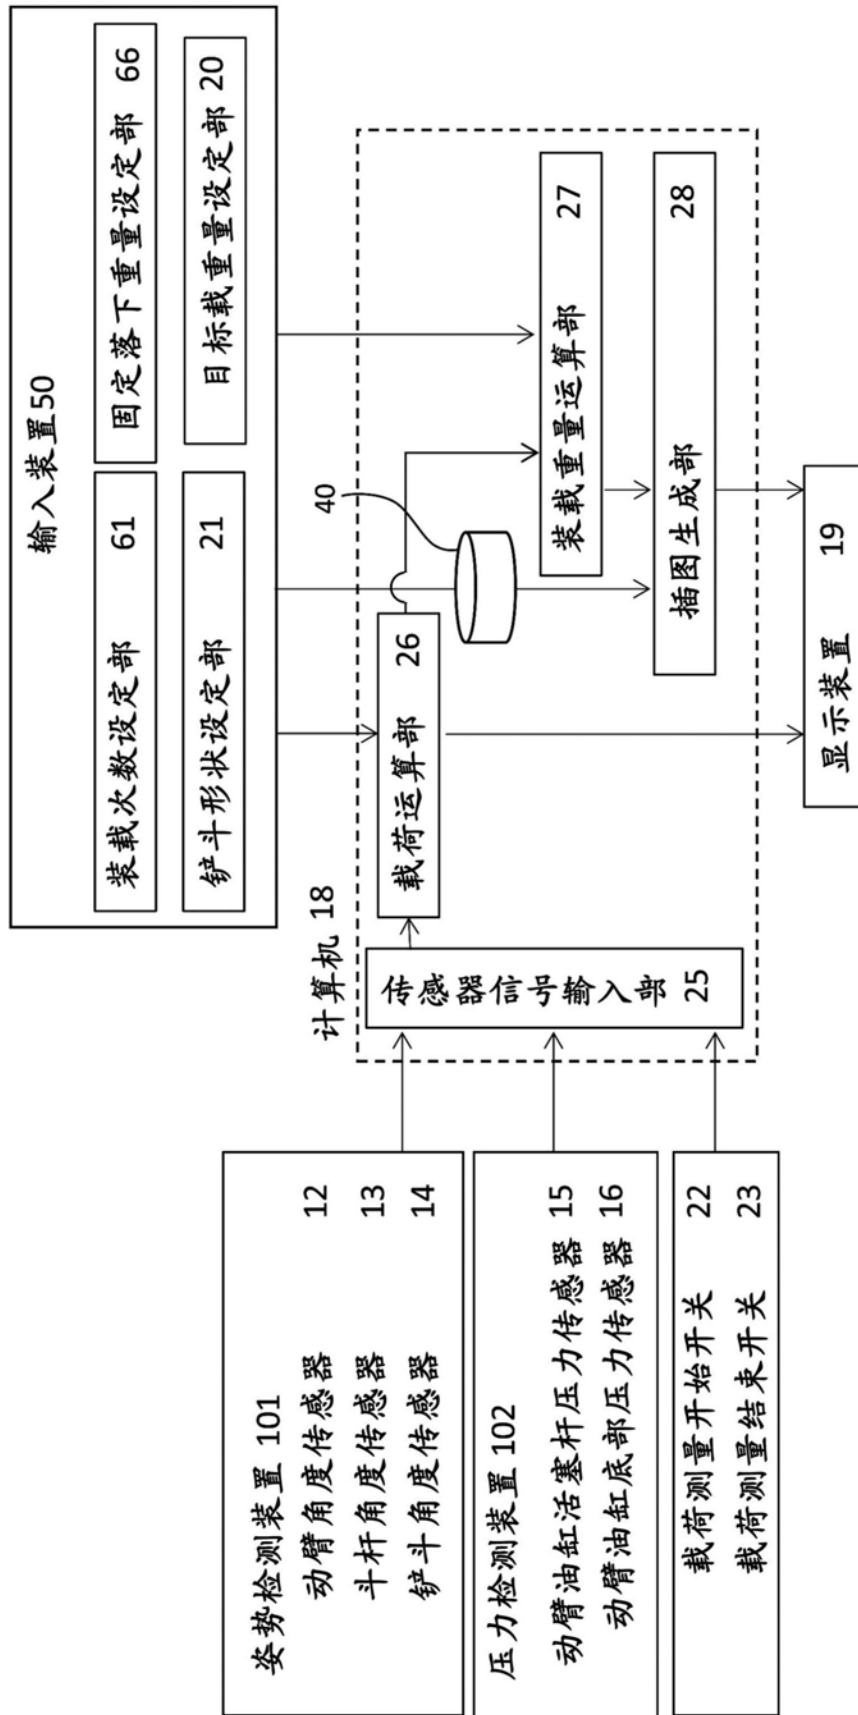 输入装置50
装载次数设定部 61
固定落下重量设定部 66
铲斗形状设定部 21
目标载重量设定部 20
计算机 18
40
载荷运算部 26
传感器信号输入部 25
装载重量运算部 27
插图生成部 28
显示装置 19
姿势检测装置 101
动臂角度传感器 12
斗杆角度传感器 13
铲斗角度传感器 14
压力检测装置 102
动臂油缸活塞杆压力传感器 15
动臂油缸底部压力传感器 16
载荷测量开始开关 22
载荷测量结束开关 23